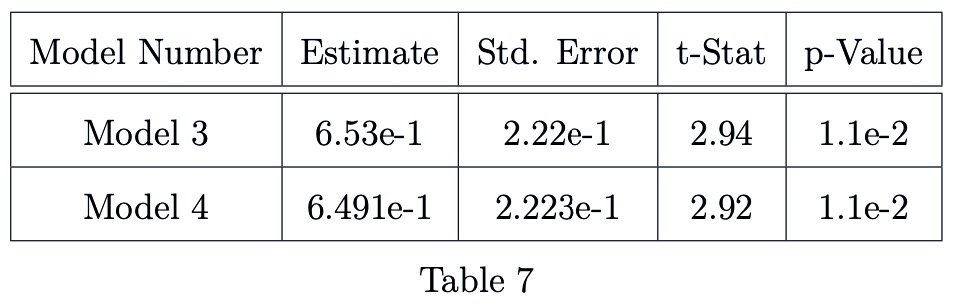 Model Number Estimate Std. Error t-Stat p-Value
Model 3 6.53e-1 2.22e-1 2.94 1.1e-2
Model 4 6.491e-1 2.223e-1 2.92 1.1e-2
Table 7